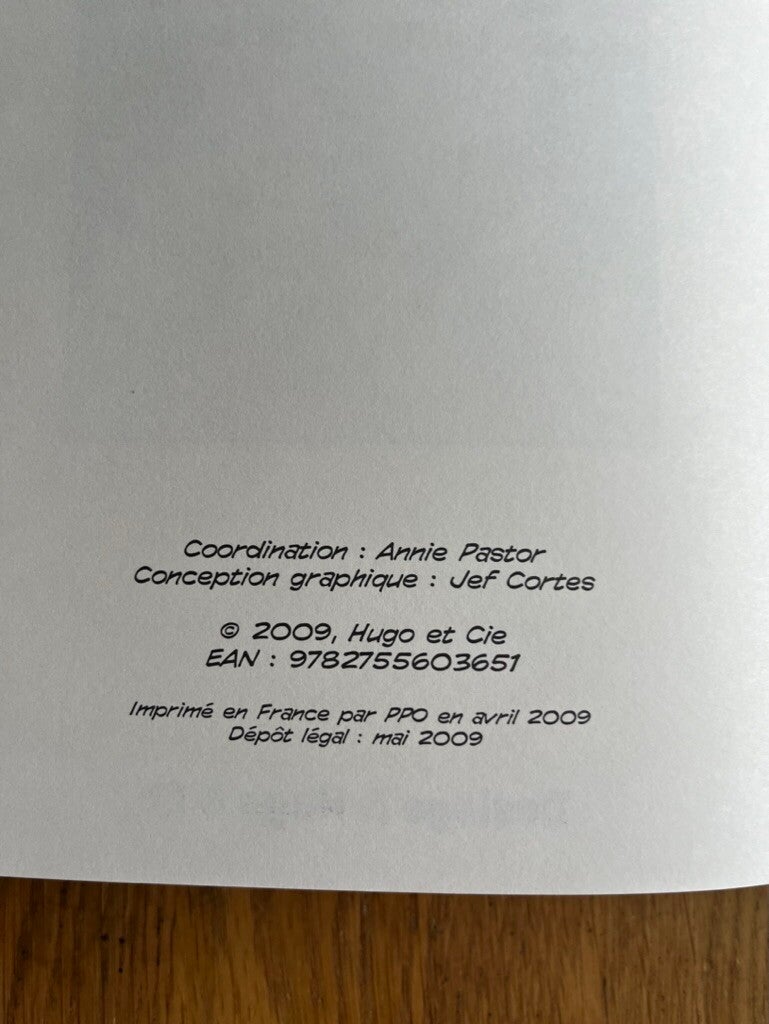 Coordination : Annie Pastor
Conception graphique : Jef Cortes
© 2009, Hugo et Cie
EAN : 9782755603651
Imprimé en France par PPO en avril 2009
Dépôt légal : mai 2009